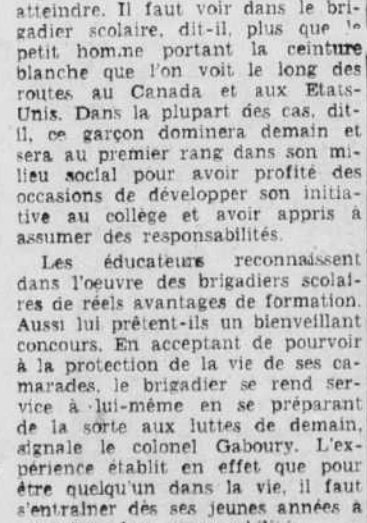 atteindre. Il faut voir dans le bri-
gadier scolaire, dit-il, plus que le
petit homme portant la ceinture
blanche que l'on voit le long des
routes au Canada et aux Etats-
Unis. Dans la plupart des cas, dit-
il, ce garçon dominera demain et
sera au premier rang dans son mi-
lieu social pour avoir profité des
occasions de développer son initia-
tive au collège et avoir appris à
assumer des responsabilités.
Les éducateurs reconnaissent
dans l'oeuvre des brigadiers scolai-
res de réels avantages de formation.
Aussi lui prêtent-ils un bienveillant
concours. En acceptant de pourvoir
à la protection de la vie de ses ca-
marades, le brigadier se rend ser-
vice à lui-même en se préparant
de la sorte aux luttes de demain,
signale le colonel Gaboury. L'ex-
périence établit en effet que pour
être quelqu'un dans la vie, il faut
s'entraîner dès ses jeunes années à